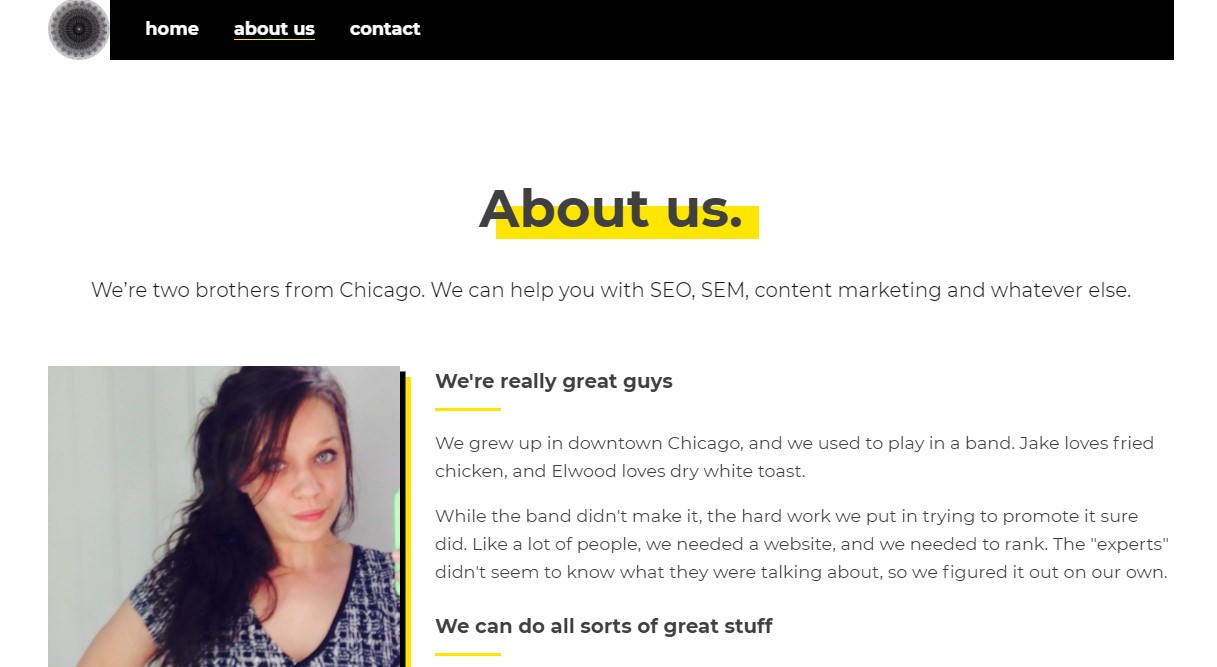 home about us contact
About us.
We’re two brothers from Chicago. We can help you with SEO, SEM, content marketing and whatever else.
We're really great guys
We grew up in downtown Chicago, and we used to play in a band. Jake loves fried
chicken, and Elwood loves dry white toast.
While the band didn't make it, the hard work we put in trying to promote it sure
did. Like a lot of people, we needed a website, and we needed to rank. The "experts"
didn't seem to know what they were talking about, so we figured it out on our own.
We can do all sorts of great stuff